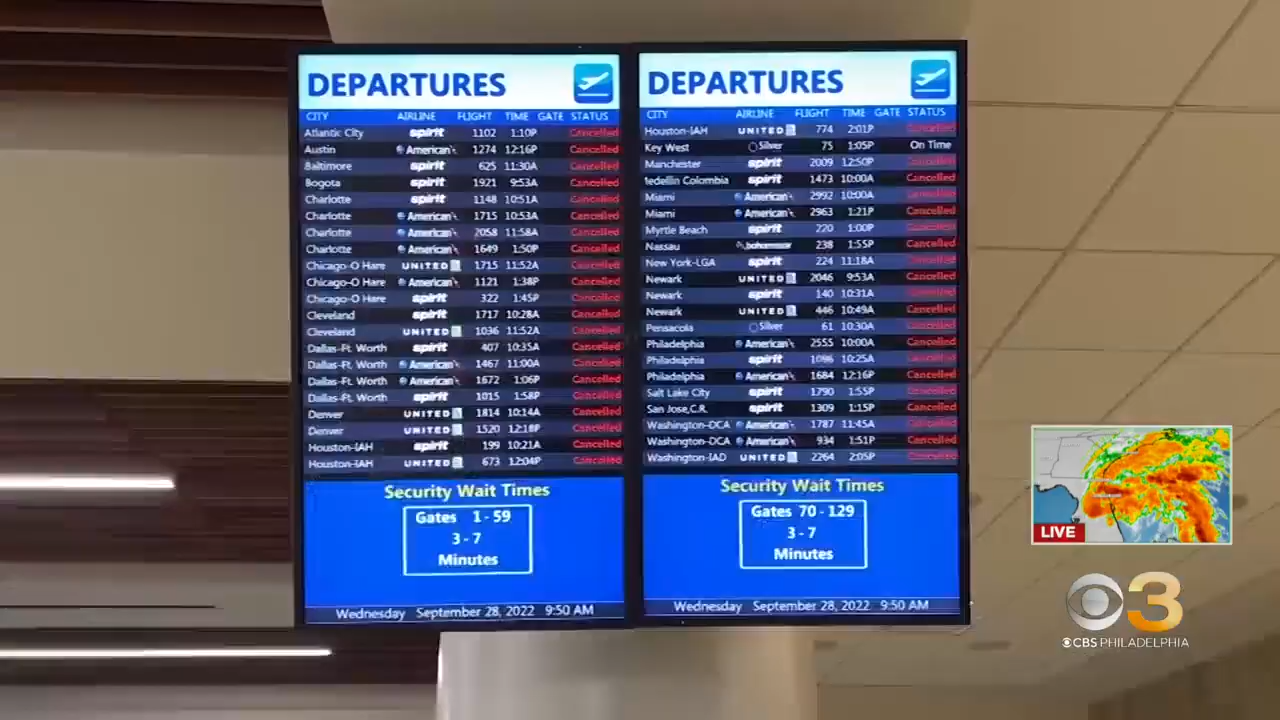 DEPARTURES
CITY AIRLINE FLIGHT TIME GATE STATUS
Atlantic City spirit 1102 1:10P Cancelled
Austin American 1274 12:16P Cancelled
Baltimore spirit 625 11:30A Cancelled
Bogota spirit 1921 9:53A Cancelled
Charlotte spirit 1148 10:51A Cancelled
Charlotte American 1715 10:53A Cancelled
Charlotte American 2058 11:58A Cancelled
Charlotte American 1649 1:50P Cancelled
Chicago-O Hare UNITED 1715 11:52A Cancelled
Chicago-O Hare American 1121 1:38P Cancelled
Chicago-O Hare spirit 322 1:45P Cancelled
Cleveland spirit 1717 10:28A Cancelled
Cleveland UNITED 1036 11:52A Cancelled
Dallas-Ft. Worth spirit 407 10:35A Cancelled
Dallas-Ft. Worth American 1467 11:00A Cancelled
Dallas-Ft. Worth American 1672 1:06P Cancelled
Dallas-Ft. Worth spirit 1015 1:58P Cancelled
Denver UNITED 1814 10:14A Cancelled
Denver UNITED 1520 12:18P Cancelled
Houston-IAH spirit 199 10:21A Cancelled
Houston-IAH UNITED 673 12:04P Cancelled
Security Wait Times
Gates 1 - 59
3 - 7
Minutes
Wednesday September 28, 2022 9:50 AM
DEPARTURES
CITY AIRLINE FLIGHT TIME GATE STATUS
Houston-IAH UNITED 774 2:01P Cancelled
Key West Silver 75 1:05P On Time
Manchester spirit 2009 12:50P Cancelled
Medellin Colombia spirit 1473 10:00A Cancelled
Miami American 2992 10:00A Cancelled
Miami American 2963 1:21P Cancelled
Myrtle Beach spirit 220 1:00P Cancelled
Nassau bahamasair 238 1:55P Cancelled
New York-LGA spirit 224 11:18A Cancelled
Newark UNITED 2046 9:53A Cancelled
Newark spirit 140 10:31A Cancelled
Newark UNITED 446 10:49A Cancelled
Pensacola Silver 61 10:30A Cancelled
Philadelphia American 2555 10:00A Cancelled
Philadelphia spirit 1096 10:25A Cancelled
Philadelphia American 1684 12:16P Cancelled
Salt Lake City spirit 1790 1:55P Cancelled
San Jose,C.R. spirit 1309 1:15P Cancelled
Washington-DCA American 1787 11:45A Cancelled
Washington-DCA American 934 1:51P Cancelled
Washington-IAD UNITED 2264 2:05P Cancelled
Security Wait Times
Gates 70 - 129
3 - 7
Minutes
Wednesday September 28, 2022 9:50 AM
LIVE
3
CBS PHILADELPHIA